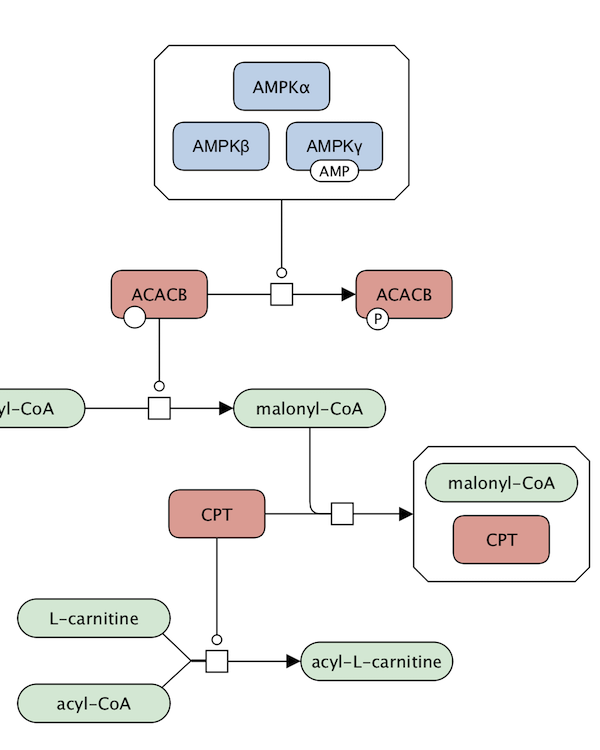 AMPKα
AMPKβ
AMPKγ
AMP
ACACB
ACACB
P
yl-CoA
malonyl-CoA
malonyl-CoA
CPT
CPT
L-carnitine
acyl-L-carnitine
acyl-CoA